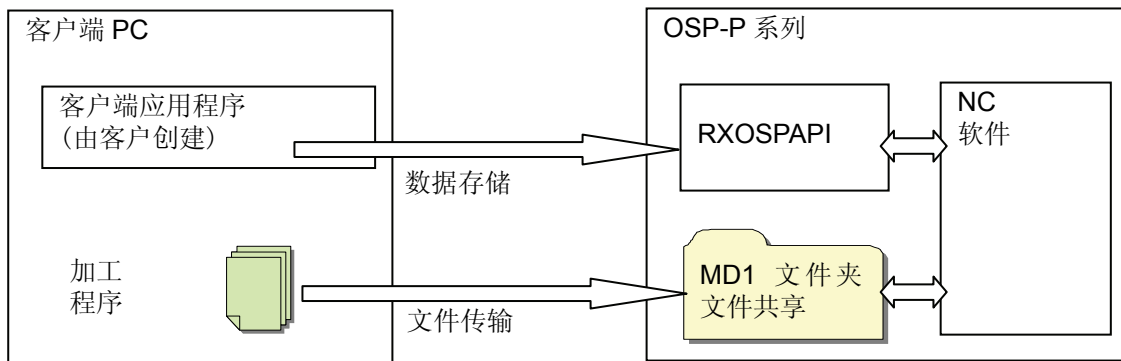 客户端 PC
客户端应用程序
(由客户创建)
数据存储
加工
程序
文件传输
OSP-P 系列
RXOSPAPI
NC
软件
MD1 文件夹
文件共享